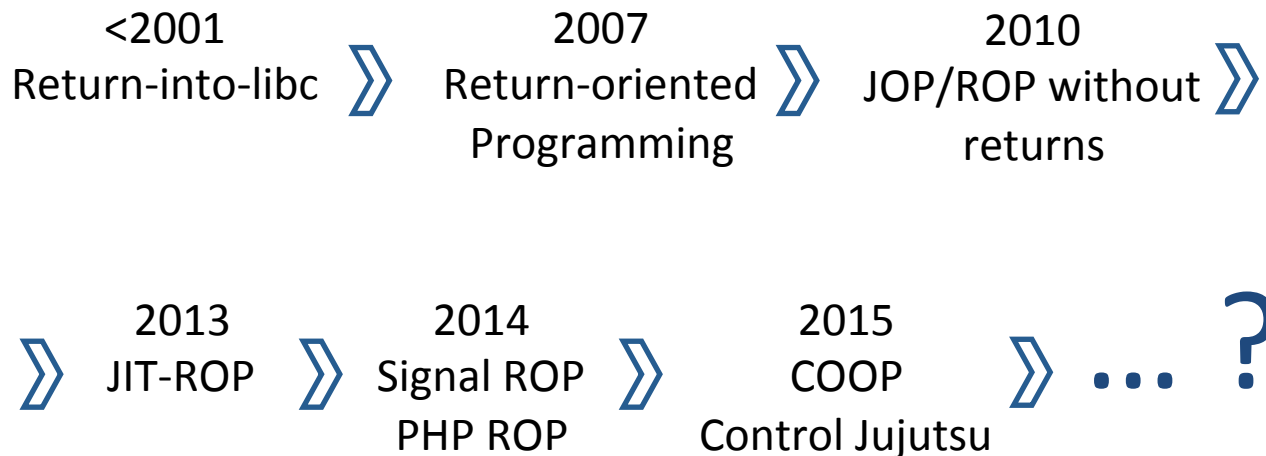 <2001
Return-into-libc
2007
Return-oriented
Programming
2010
JOP/ROP without
returns
2013
JIT-ROP
2014
Signal ROP
PHP ROP
2015
COOP
Control Jujutsu
... ?